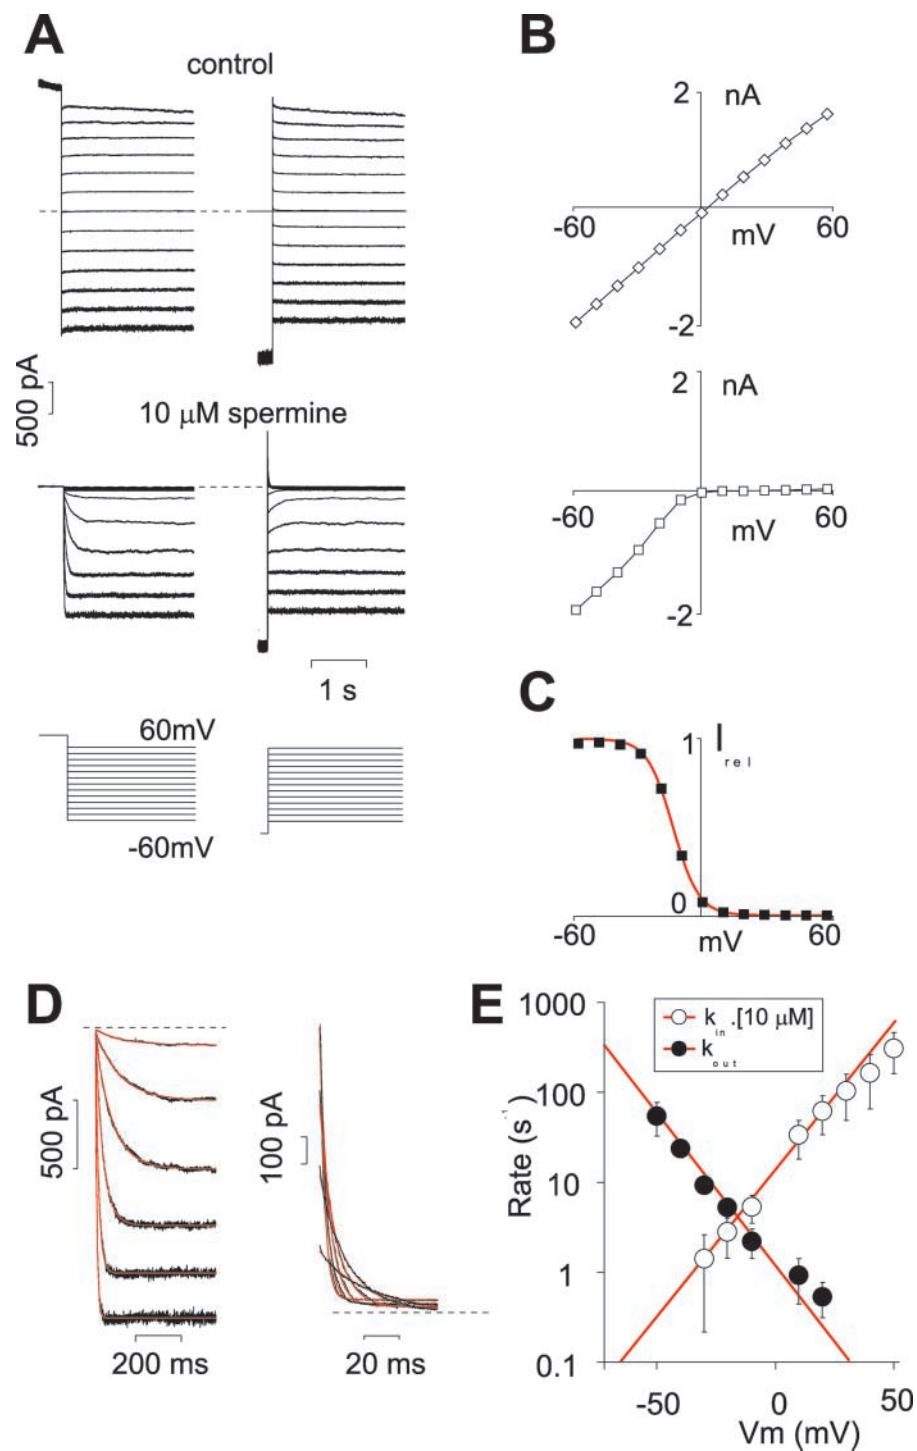 A
B
control
2 nA
-60 mV 60
-2
500 pA
10 μM spermine
2 nA
-60 mV 60
-2
1 s
60mV
-60mV
C
1 I rel
0
-60 mV 60
D
E
500 pA
100 pA
200 ms
20 ms
k in .[10 μM]
k out
Rate (s-1)
1000
100
10
1
0.1
-50 0 50
Vm (mV)